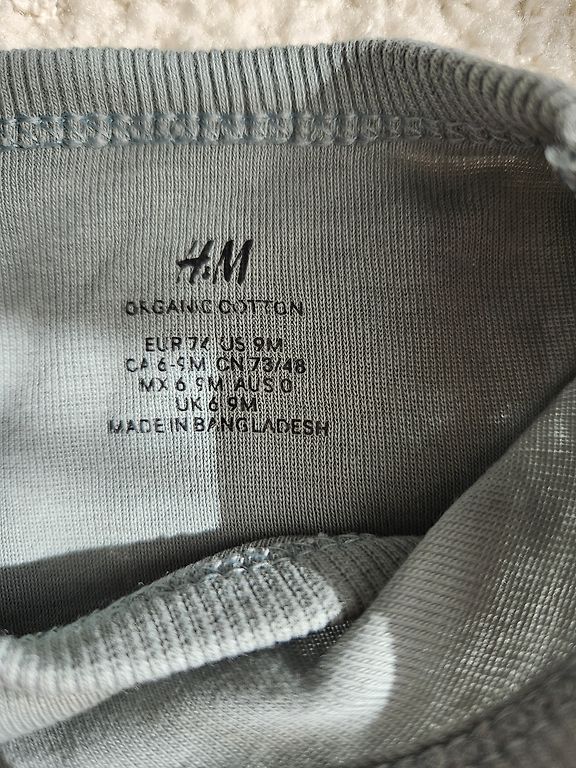 H&M
ORGANIC COTTON
EUR 74 US 9M
CA 6-9M CN 73/48
MX 6-9M AUS 0
UK 6-9M
MADE IN BANGLADESH